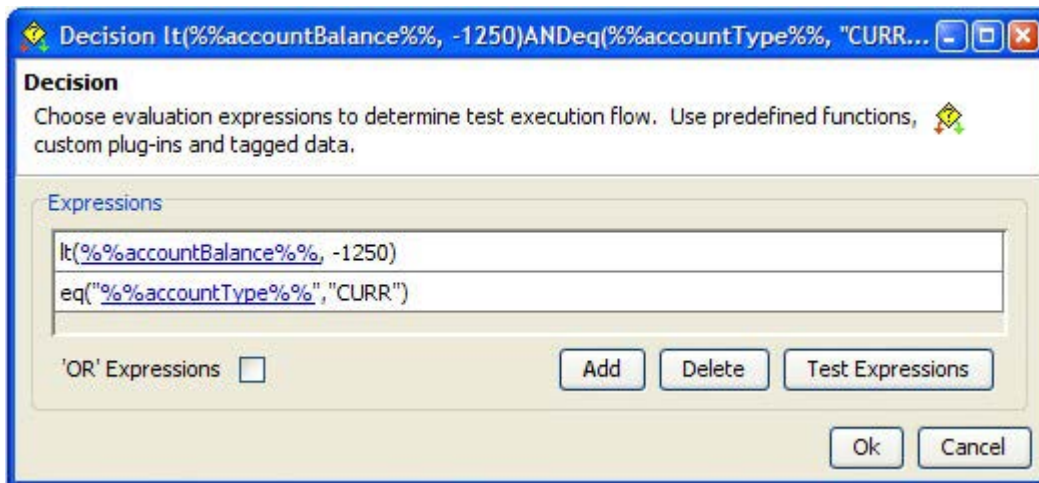 Decision lt(%%accountBalance%%, -1250)ANDeq(%%accountType%%, "CURR...
Decision
Choose evaluation expressions to determine test execution flow. Use predefined functions,
custom plug-ins and tagged data.
Expressions
lt(%%accountBalance%%, -1250)
eq("%%accountType%%","CURR")
'OR' Expressions
Add
Delete
Test Expressions
Ok
Cancel